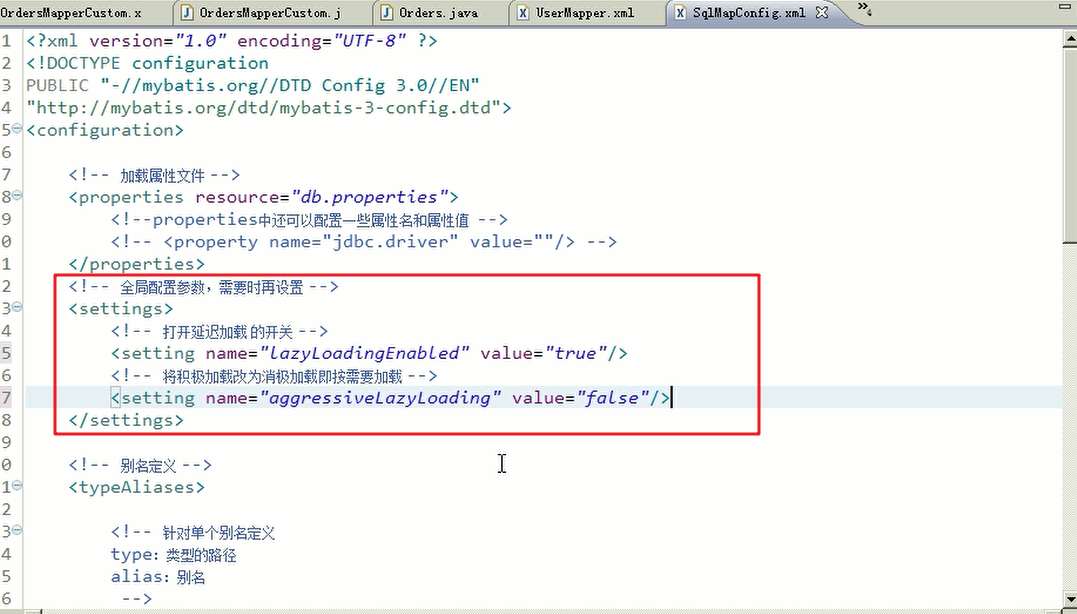 OrdersMapperCustom.x OrdersMapperCustom.j Orders.java UserMapper.xml SqlMapConfig.xml
1 <?xml version="1.0" encoding="UTF-8" ?>
2 <!DOCTYPE configuration
3 PUBLIC "-//mybatis.org//DTD Config 3.0//EN"
4 "http://mybatis.org/dtd/mybatis-3-config.dtd">
5 <configuration>
6
7 <!-- 加载属性文件 -->
8 <properties resource="db.properties">
9 <!--properties中还可以配置一些属性名和属性值 -->
0 <!-- <property name="jdbc.driver" value=""/> -->
1 </properties>
2 <!-- 全局配置参数，需要时再设置 -->
3 <settings>
4 <!-- 打开延迟加载 的开关 -->
5 <setting name="lazyLoadingEnabled" value="true"/>
6 <!-- 将积极加载改为消极加载即按需要加载 -->
7 <setting name="aggressiveLazyLoading" value="false"/>
8 </settings>
9
0 <!-- 别名定义 -->
1 <typeAliases>
2
3 <!-- 针对单个别名定义
4 type：类型的路径
5 alias：别名
6 -->